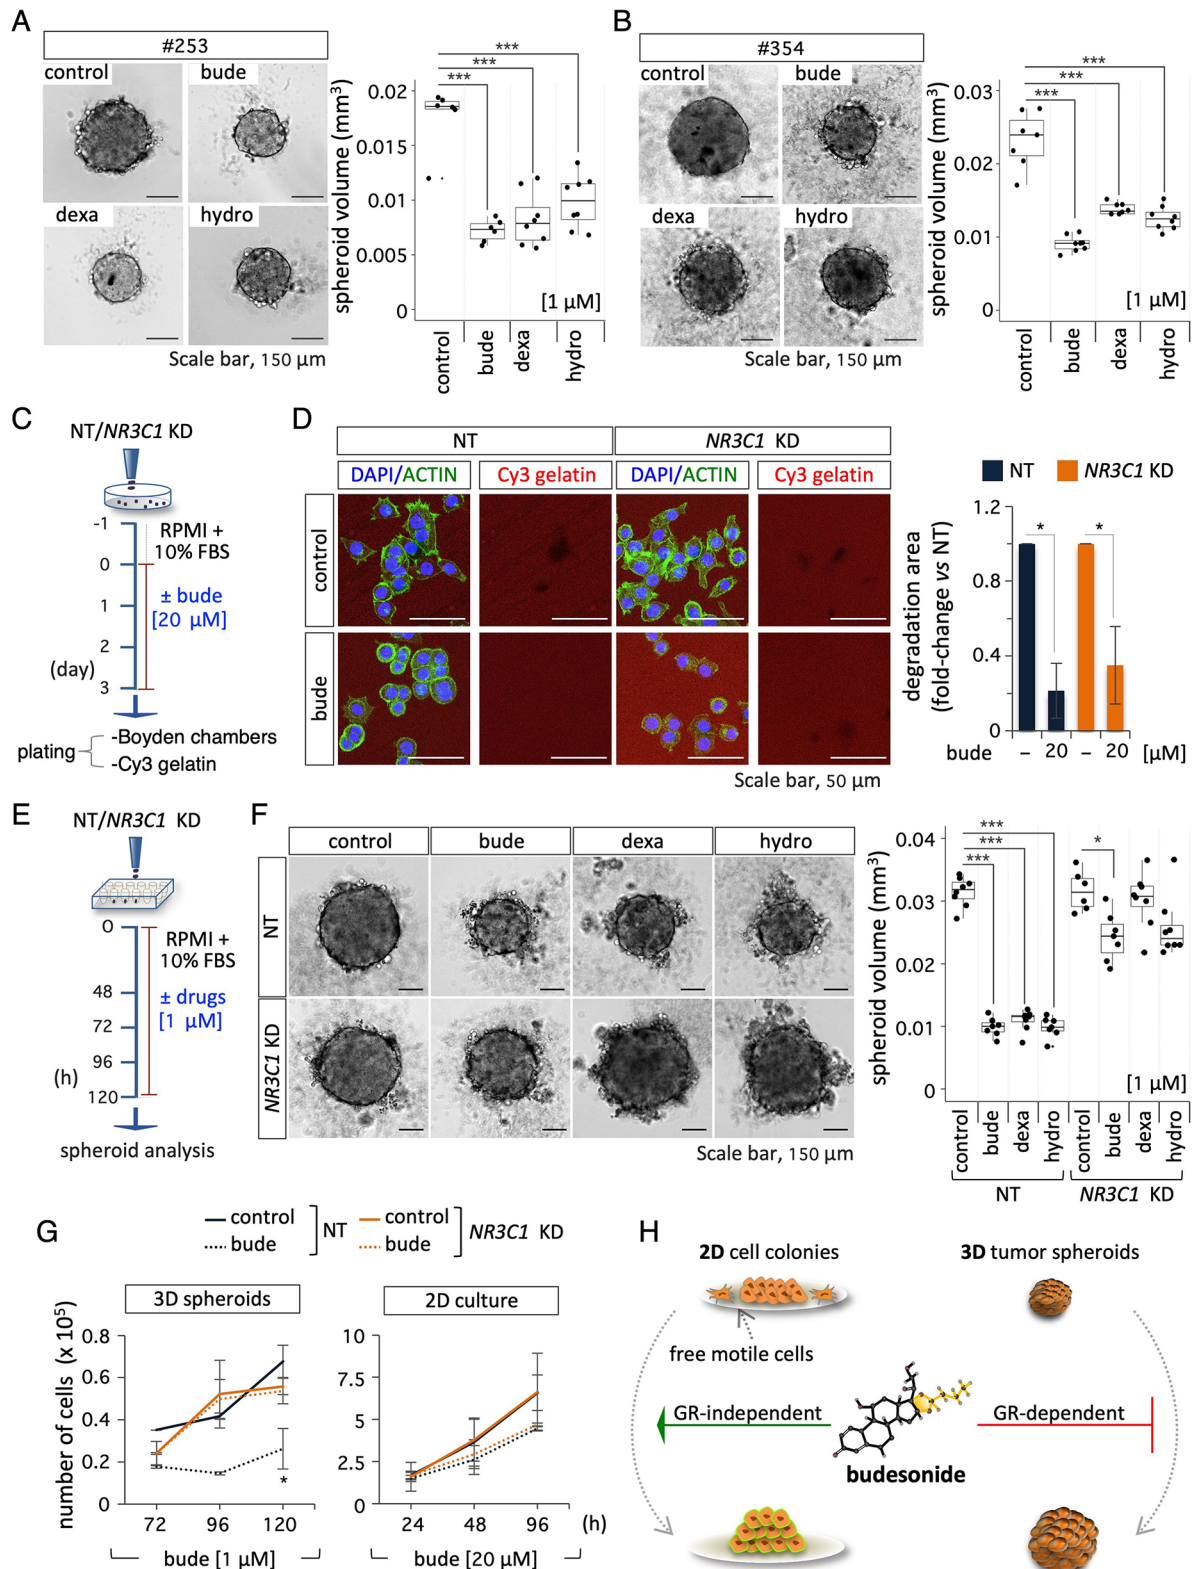 A
#253
control
bude
dexa
hydro
Scale bar, 150 µm
spheroid volume (mm³)
0.02
0.015
0.01
0.005
0
***
***
***
[1 µM]
control
bude
dexa
hydro
B
#354
control
bude
dexa
hydro
Scale bar, 150 µm
spheroid volume (mm³)
0.03
0.02
0.01
0
***
***
***
[1 µM]
control
bude
dexa
hydro
C
NT/NR3C1 KD
-1
0
1
2
3
(day)
RPMI +
10% FBS
± bude
[20 µM]
plating
-Boyden chambers
-Cy3 gelatin
D
NT
NR3C1 KD
DAPI/ACTIN
Cy3 gelatin
DAPI/ACTIN
Cy3 gelatin
control
bude
Scale bar, 50 µm
NT
NR3C1 KD
degradation area
(fold-change vs NT)
1.2
0.8
0.4
0
*
*
bude
–
20
–
20
[µM]
E
NT/NR3C1 KD
0
48
72
96
120
(h)
RPMI +
10% FBS
± drugs
[1 µM]
spheroid analysis
F
control
bude
dexa
hydro
NT
NR3C1 KD
Scale bar, 150 µm
spheroid volume (mm³)
0.04
0.03
0.02
0.01
0
***
***
***
*
[1 µM]
control
bude
dexa
hydro
control
bude
dexa
hydro
NT
NR3C1 KD
G
control
bude
NT
control
bude
NR3C1 KD
3D spheroids
2D culture
number of cells (x 10⁵)
0.8
0.6
0.4
0.2
0
*
72
96
120
bude [1 µM]
10
7.5
5
2.5
0
24
48
96
(h)
bude [20 µM]
H
2D cell colonies
3D tumor spheroids
free motile cells
GR-independent
GR-dependent
budesonide